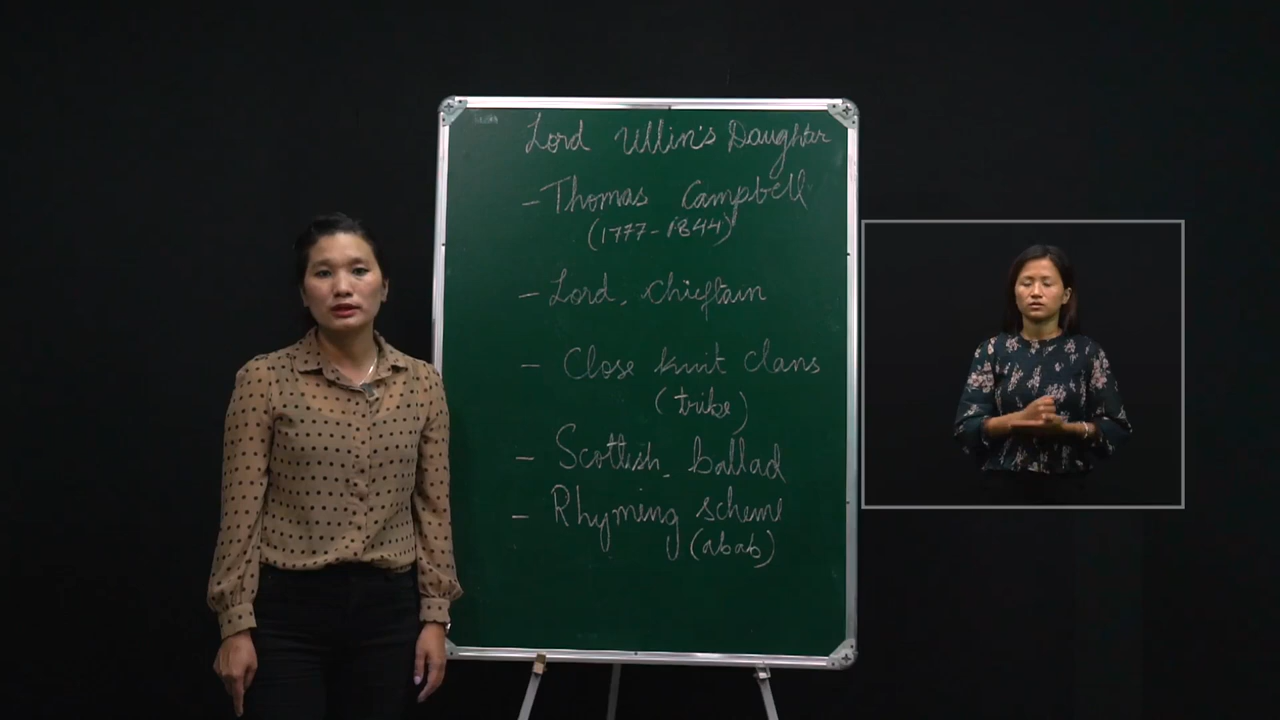 Lord Ullin's Daughter
- Thomas Campbell
(1777-1844)
- Lord, Chieftain
- Close knit clans
(tribe)
- Scottish ballad
- Rhyming scheme
(abab)